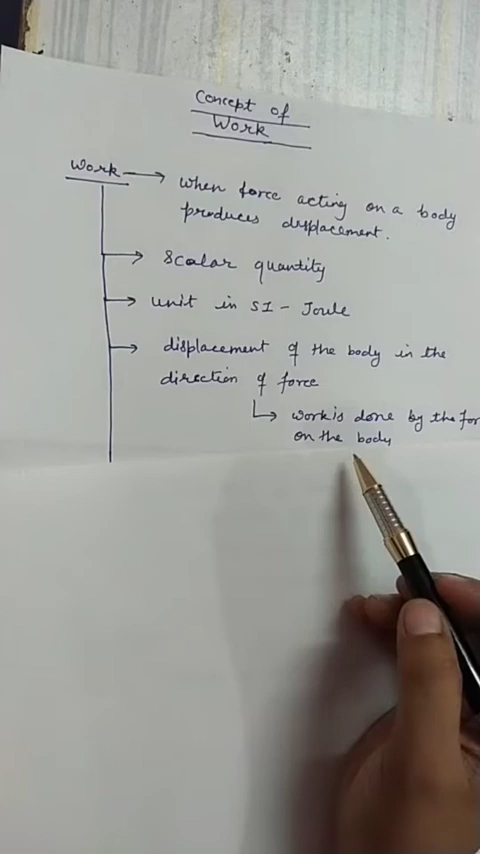 Concept of
Work
Work → when force acting on a body
produces displacement.
→ Scalar quantity
→ unit in SI - Joule
→ displacement of the body in the
direction of force
↳ work is done by the for
on the body